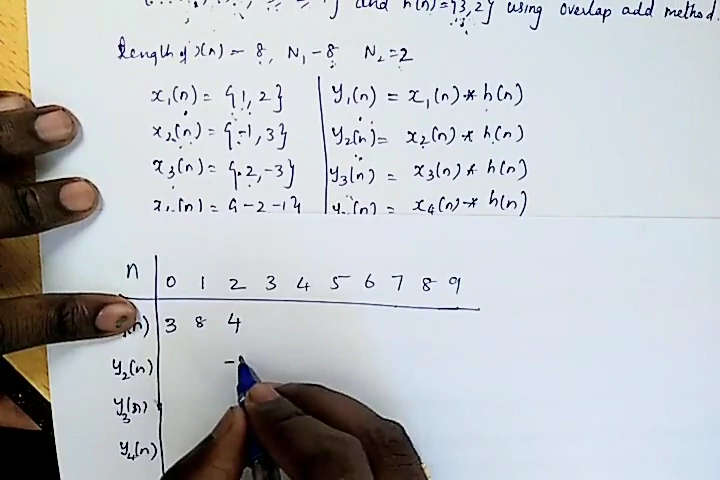 and h(n)={3,2} using overlap add method.
Length of x(n) = 8, N₁-8 N₂=2
x₁(n) = {1, 2} y₁(n) = x₁(n) * h(n)
x₂(n) = {-1, 3} y₂(n) = x₂(n) * h(n)
x₃(n) = {2, -3} y₃(n) = x₃(n) * h(n)
(n) = {-2 -1} (n) = x₄(n) * h(n)
n 0 1 2 3 4 5 6 7 8 9
(n) 3 8 4
y₂(n) -
y₃(n)
y₄(n)